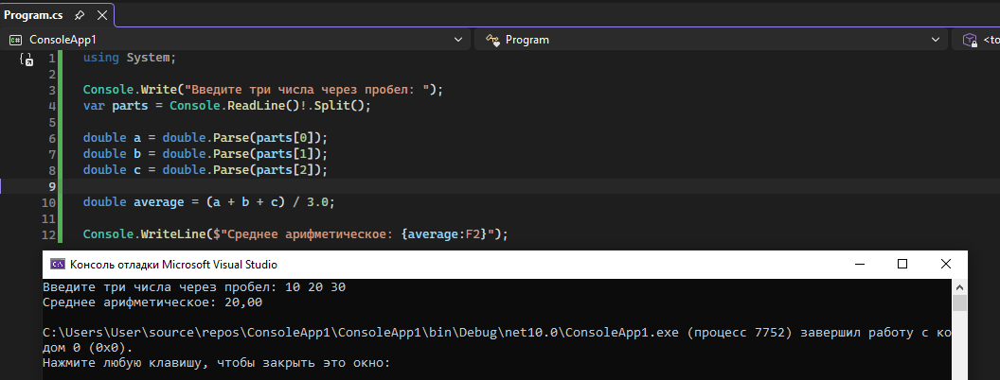 Program.cs
ConsoleApp1 Program <to
1 using System;
2
3 Console.Write("Введите три числа через пробел: ");
4 var parts = Console.ReadLine()!.Split();
5
6 double a = double.Parse(parts[0]);
7 double b = double.Parse(parts[1]);
8 double c = double.Parse(parts[2]);
9
10 double average = (a + b + c) / 3.0;
11
12 Console.WriteLine($"Среднее арифметическое: {average:F2}");
Консоль отладки Microsoft Visual Studio
Введите три числа через пробел: 10 20 30
Среднее арифметическое: 20,00
C:\Users\User\source\repos\ConsoleApp1\ConsoleApp1\bin\Debug\net10.0\ConsoleApp1.exe (процесс 7752) завершил работу с ко
дом 0 (0x0).
Нажмите любую клавишу, чтобы закрыть это окно: